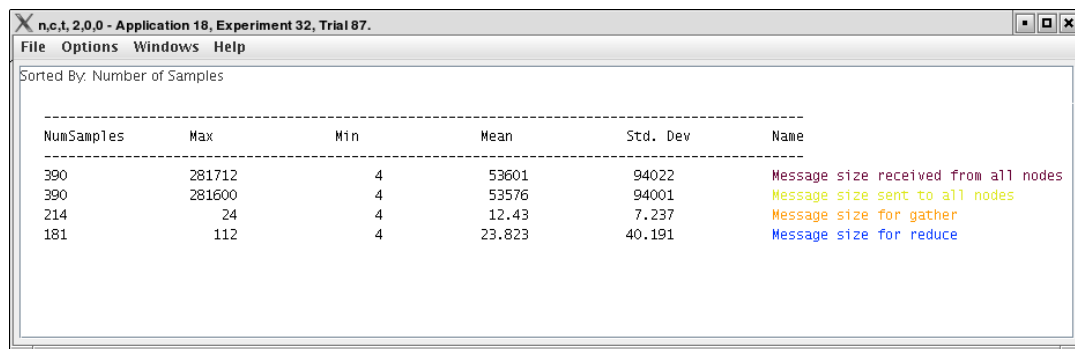 n,c,t, 2,0,0 - Application 18, Experiment 32, Trial 87.
File Options Windows Help
Sorted By: Number of Samples
--------------------------------------------------------------------------------
NumSamples Max Min Mean Std. Dev Name
--------------------------------------------------------------------------------
390 281712 4 53601 94022 Message size received from all nodes
390 281600 4 53576 94001 Message size sent to all nodes
214 24 4 12.43 7.237 Message size for gather
181 112 4 23.823 40.191 Message size for reduce